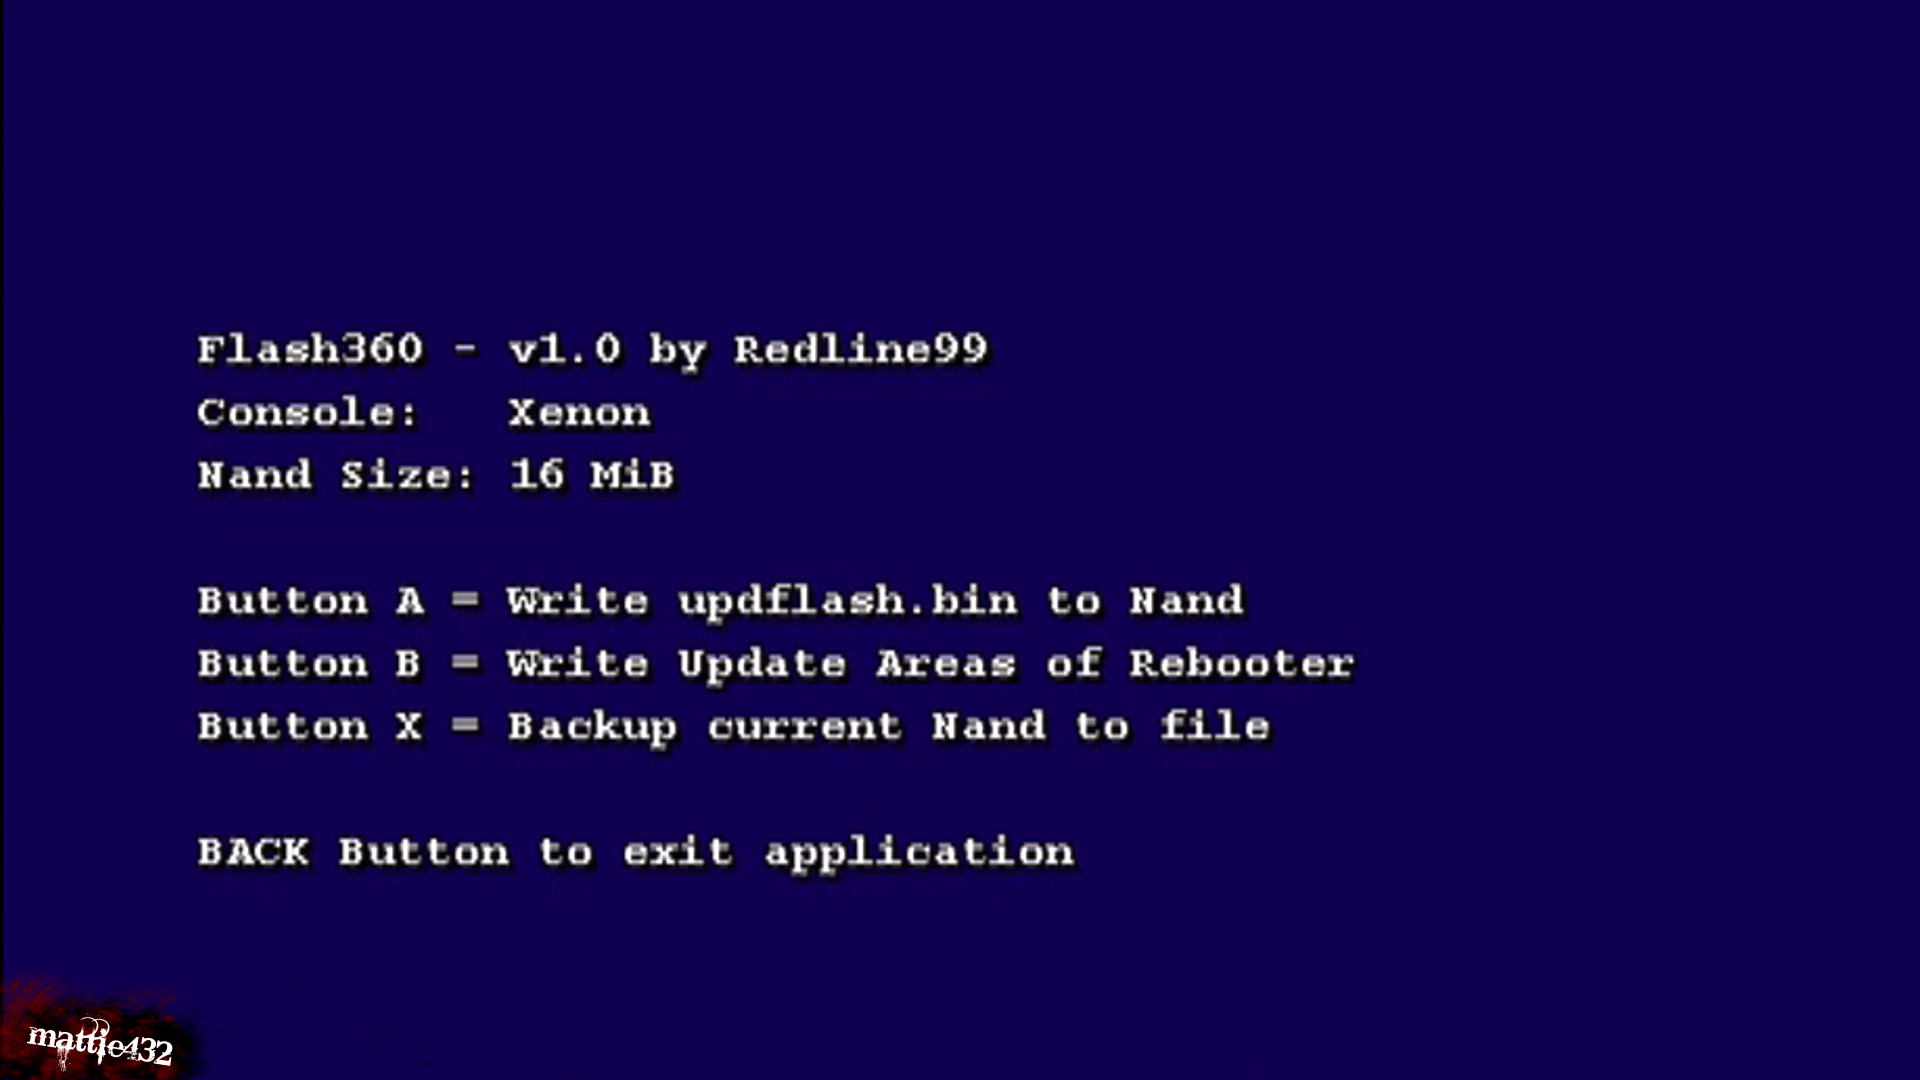 Flash360 - v1.0 by Redline99
Console: Xenon
Nand Size: 16 MiB
Button A = Write updflash.bin to Nand
Button B = Write Update Areas of Rebooter
Button X = Backup current Nand to file
BACK Button to exit application
mattie432